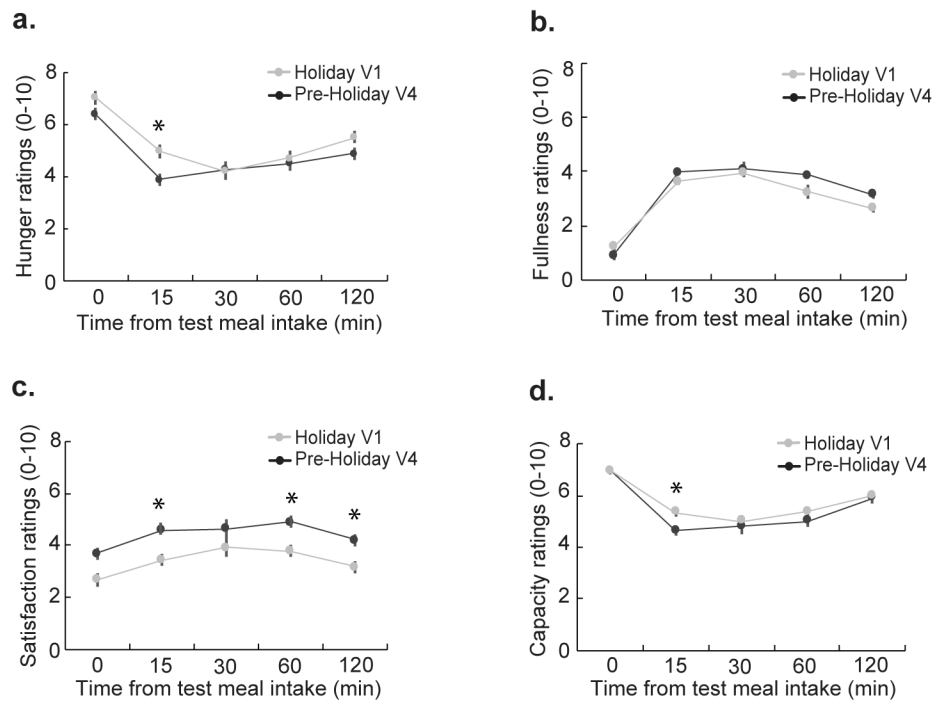 a.
Hunger ratings (0-10)
8
6
4
2
0
Holiday V1
Pre-Holiday V4
*
0 15 30 60 120
Time from test meal intake (min)
b.
Fullness ratings (0-10)
8
6
4
2
0
Holiday V1
Pre-Holiday V4
0 15 30 60 120
Time from test meal intake (min)
c.
Satisfaction ratings (0-10)
8
6
4
2
0
Holiday V1
Pre-Holiday V4
* * *
0 15 30 60 120
Time from test meal intake (min)
d.
Capacity ratings (0-10)
8
6
4
2
0
Holiday V1
Pre-Holiday V4
*
0 15 30 60 120
Time from test meal intake (min)